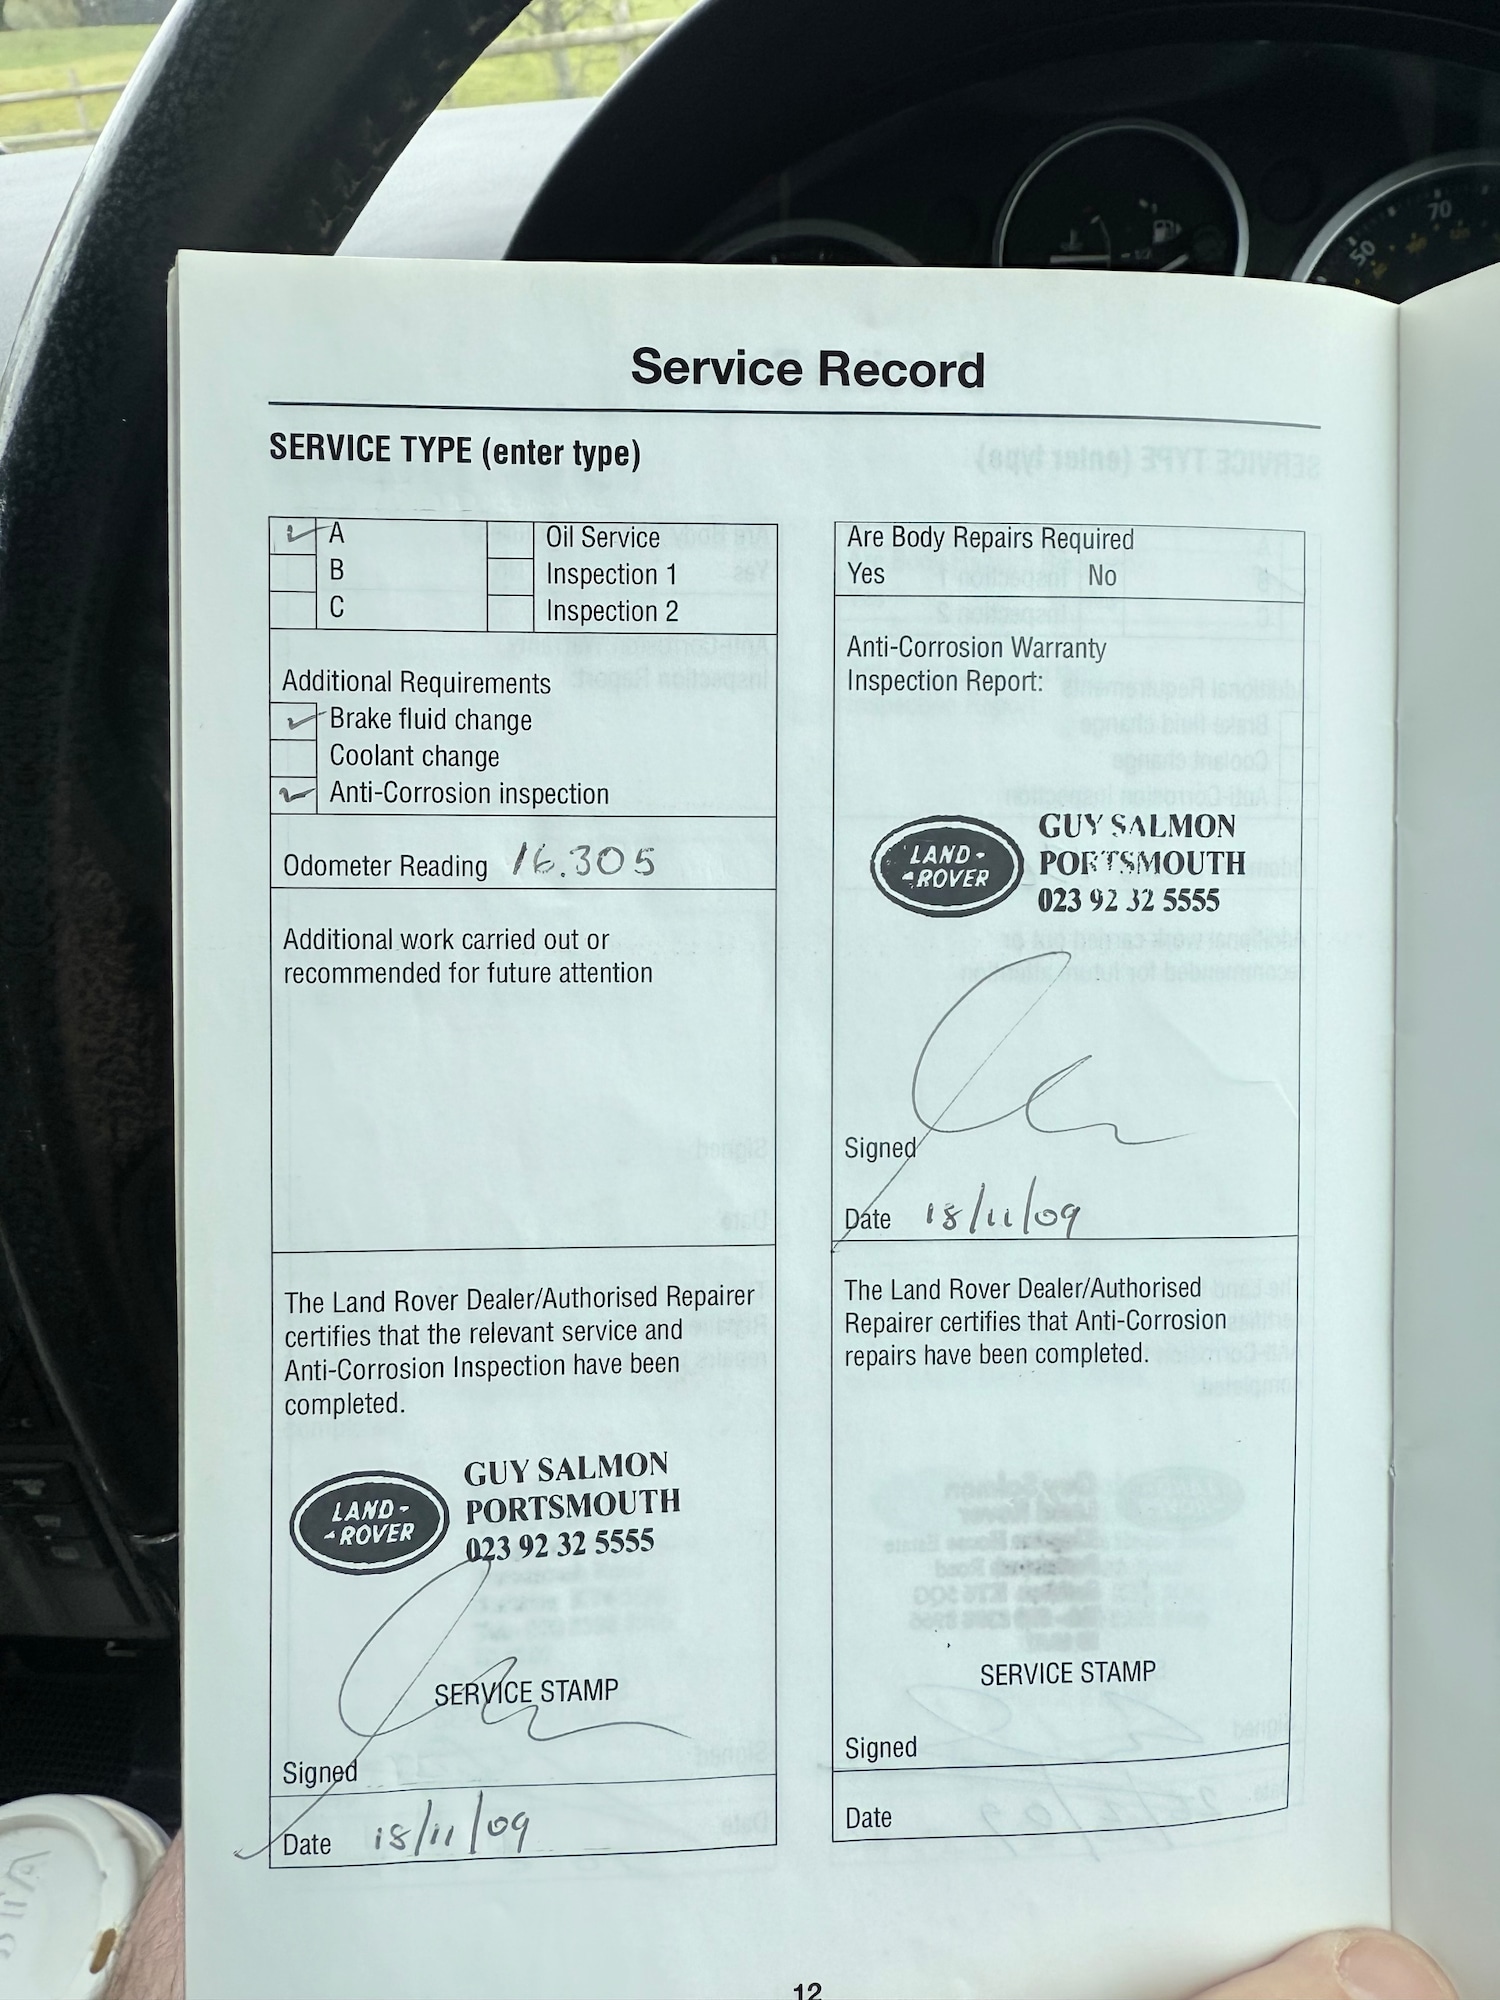 Service Record
SERVICE TYPE (enter type)
A
B
C
Oil Service
Inspection 1
Inspection 2
Additional Requirements
Brake fluid change
Coolant change
Anti-Corrosion inspection
Odometer Reading 16.305
Additional work carried out or
recommended for future attention
The Land Rover Dealer/Authorised Repairer
certifies that the relevant service and
Anti-Corrosion Inspection have been
completed.
LAND-
-ROVER
GUY SALMON
PORTSMOUTH
023 92 32 5555
SERVICE STAMP
Signed
Date 18/11/09
Are Body Repairs Required
Yes No
Anti-Corrosion Warranty
Inspection Report:
LAND-
-ROVER
GUY SALMON
PORTSMOUTH
023 92 32 5555
Signed
Date 18/11/09
The Land Rover Dealer/Authorised
Repairer certifies that Anti-Corrosion
repairs have been completed.
SERVICE STAMP
Signed
Date
12
50
70
1/2